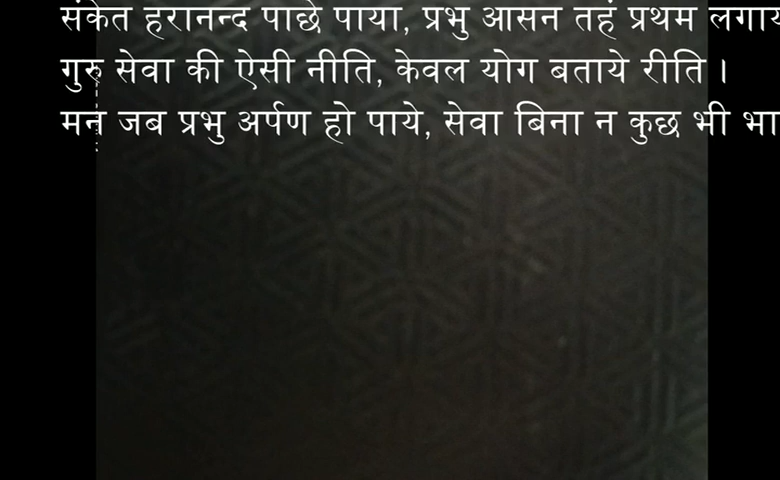 संकेत हरानन्द पाछे पाया, प्रभु आसन तहं प्रथम
गुरु सेवा की ऐसी नीति, केवल योग बताये रीति ।
मन जब प्रभु अर्पण हो पाये, सेवा बिना न कुछ भी